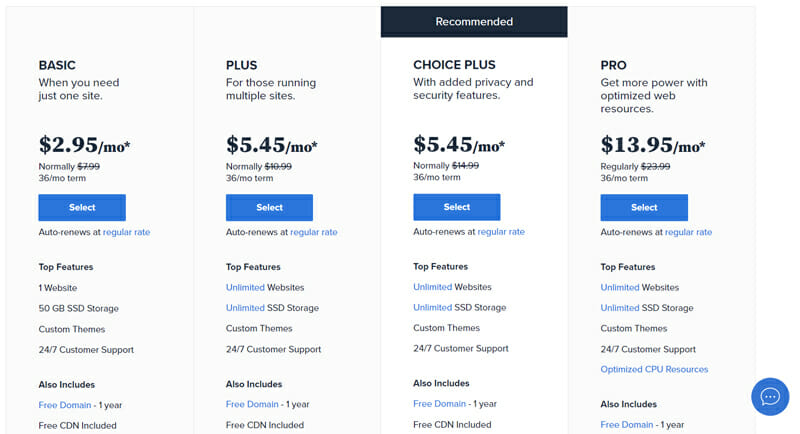 Recommended
BASIC
When you need
just one site.
$2.95/mo*
Normally $7.99
36/mo term
Select
Auto-renews at regular rate
Top Features
1 Website
50 GB SSD Storage
Custom Themes
24/7 Customer Support
Also Includes
Free Domain - 1 year
Free CDN Included
PLUS
For those running
multiple sites.
$5.45/mo*
Normally $10.99
36/mo term
Select
Auto-renews at regular rate
Top Features
Unlimited Websites
Unlimited SSD Storage
Custom Themes
24/7 Customer Support
Also Includes
Free Domain - 1 year
Free CDN Included
CHOICE PLUS
With added privacy and
security features.
$5.45/mo*
Normally $14.99
36/mo term
Select
Auto-renews at regular rate
Top Features
Unlimited Websites
Unlimited SSD Storage
Custom Themes
24/7 Customer Support
Also Includes
Free Domain - 1 year
Free CDN Included
PRO
Get more power with
optimized web
resources.
$13.95/mo*
Regularly $23.99
36/mo term
Select
Auto-renews at regular rate
Top Features
Unlimited Websites
Unlimited SSD Storage
Custom Themes
24/7 Customer Support
Optimized CPU Resources
Also Includes
Free Domain - 1 year